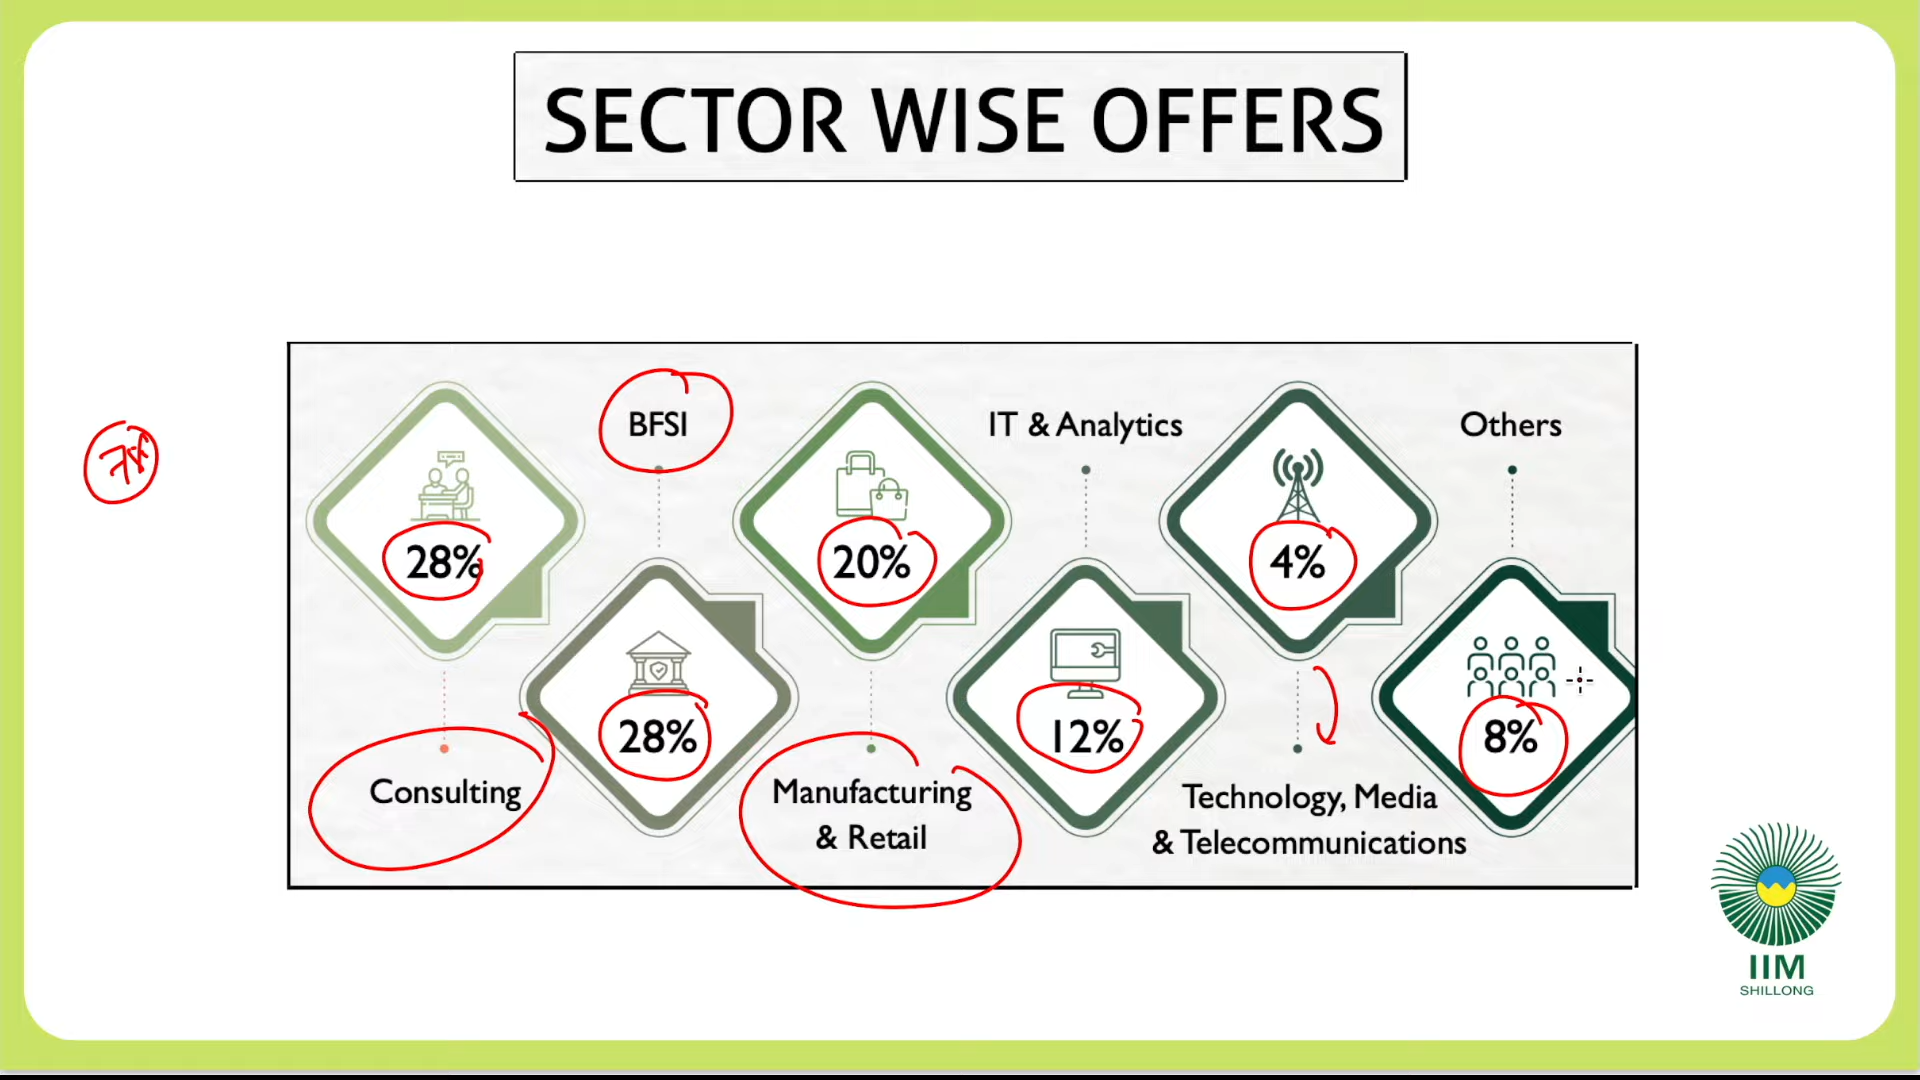 SECTOR WISE OFFERS
BFSI
IT & Analytics
Others
28%
20%
4%
28%
12%
8%
Consulting
Manufacturing
& Retail
Technology, Media
& Telecommunications
IIM
SHILLONG